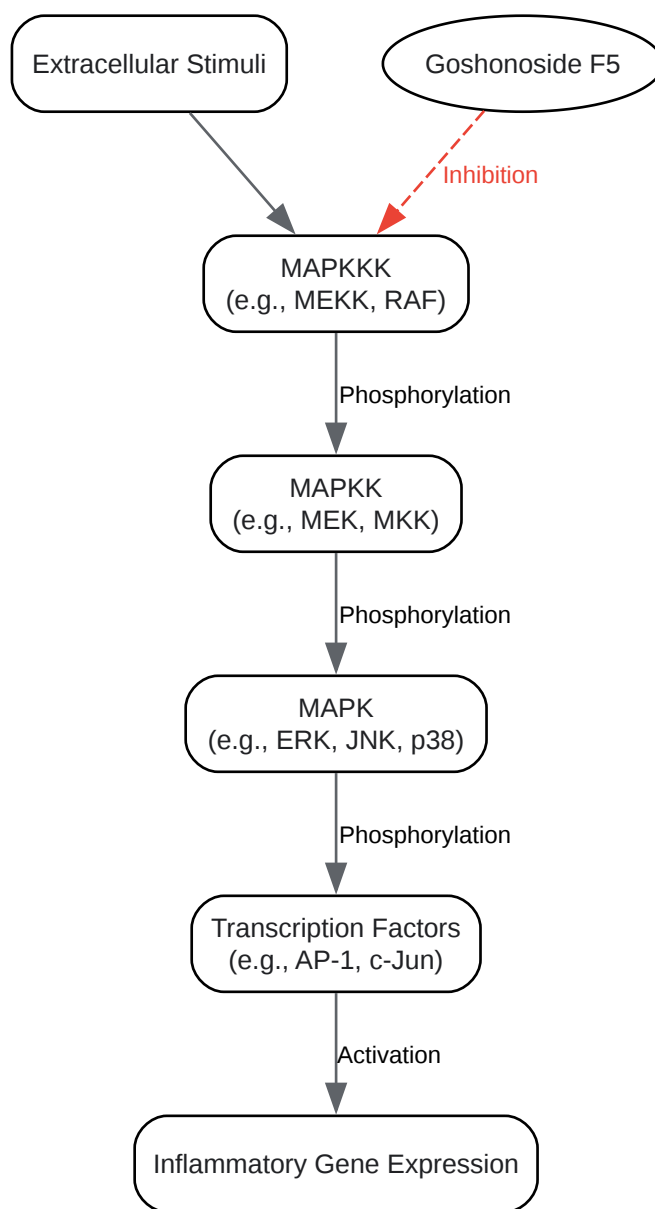 Extracellular Stimuli
Goshonoside F5
Inhibition
MAPKKK
(e.g., MEKK, RAF)
Phosphorylation
MAPKK
(e.g., MEK, MKK)
Phosphorylation
MAPK
(e.g., ERK, JNK, p38)
Phosphorylation
Transcription Factors
(e.g., AP-1, c-Jun)
Activation
Inflammatory Gene Expression